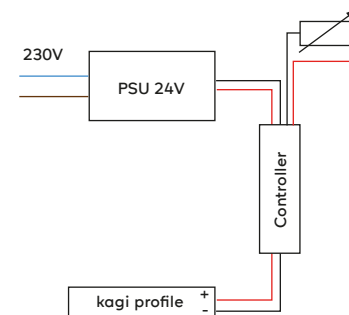 230V
PSU 24V
Controller
kagi profile
+
-